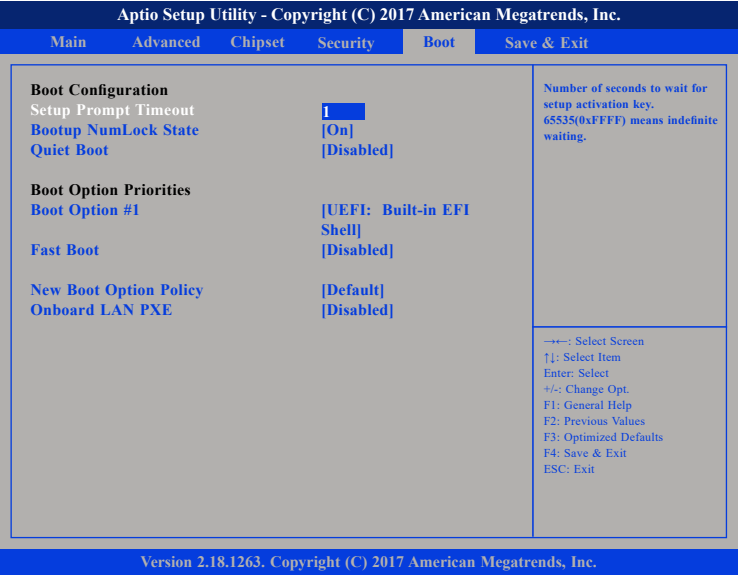 Aptio Setup Utility - Copyright (C) 2017 American Megatrends, Inc.
Main Advanced Chipset Security Boot Save & Exit
Boot Configuration
Setup Prompt Timeout 1
Bootup NumLock State [On]
Quiet Boot [Disabled]
Boot Option Priorities
Boot Option #1 [UEFI: Built-in EFI
Shell]
Fast Boot [Disabled]
New Boot Option Policy [Default]
Onboard LAN PXE [Disabled]
Number of seconds to wait for
setup activation key.
65535(0xFFFF) means indefinite
waiting.
→←: Select Screen
↑↓: Select Item
Enter: Select
+/-: Change Opt.
F1: General Help
F2: Previous Values
F3: Optimized Defaults
F4: Save & Exit
ESC: Exit
Version 2.18.1263. Copyright (C) 2017 American Megatrends, Inc.